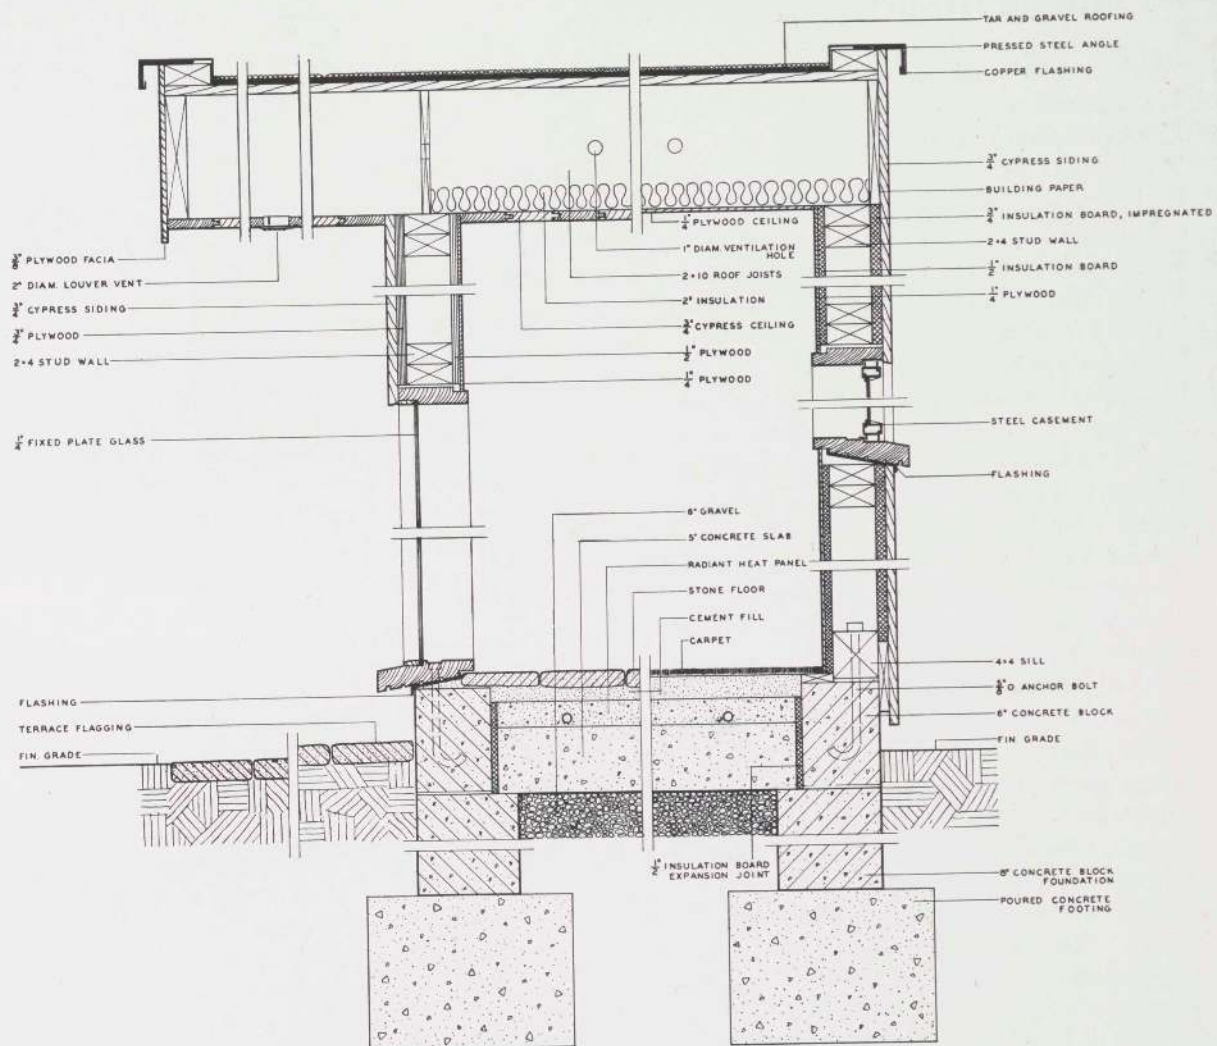 TAR AND GRAVEL ROOFING
PRESSED STEEL ANGLE
COPPER FLASHING
3/4" CYPRESS SIDING
BUILDING PAPER
3/4" INSULATION BOARD, IMPREGNATED
2×4 STUD WALL
1/2" INSULATION BOARD
1/4" PLYWOOD
STEEL CASEMENT
FLASHING
4×4 SILL
5/8" O ANCHOR BOLT
6" CONCRETE BLOCK
FIN. GRADE
8" CONCRETE BLOCK
FOUNDATION
POURED CONCRETE
FOOTING
1/4" PLYWOOD CEILING
1" DIAM. VENTILATION
HOLE
2×10 ROOF JOISTS
2" INSULATION
3/4" CYPRESS CEILING
1/2" PLYWOOD
1/4" PLYWOOD
6" GRAVEL
5" CONCRETE SLAB
RADIANT HEAT PANEL
STONE FLOOR
CEMENT FILL
CARPET
1/2" INSULATION BOARD
EXPANSION JOINT
3/8" PLYWOOD FACIA
2" DIAM. LOUVER VENT
3/4" CYPRESS SIDING
3/4" PLYWOOD
2×4 STUD WALL
1/4" FIXED PLATE GLASS
FLASHING
TERRACE FLAGGING
FIN. GRADE